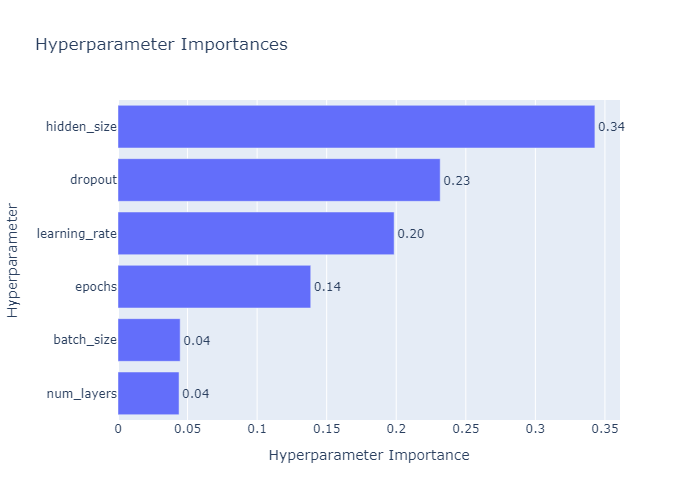 Hyperparameter Importances
Hyperparameter
hidden_size 0.34
dropout 0.23
learning_rate 0.20
epochs 0.14
batch_size 0.04
num_layers 0.04
0 0.05 0.1 0.15 0.2 0.25 0.3 0.35
Hyperparameter Importance